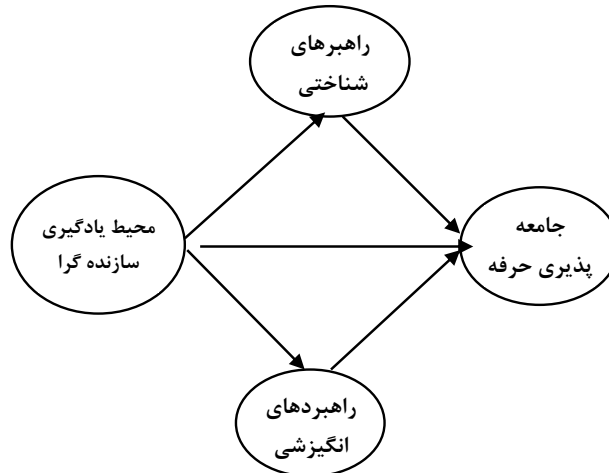 راهبرهای
شناختی
محیط یادگیری
سازنده گرا
جامعه
پذیری حرفه
راهبردهای
انگیزشی